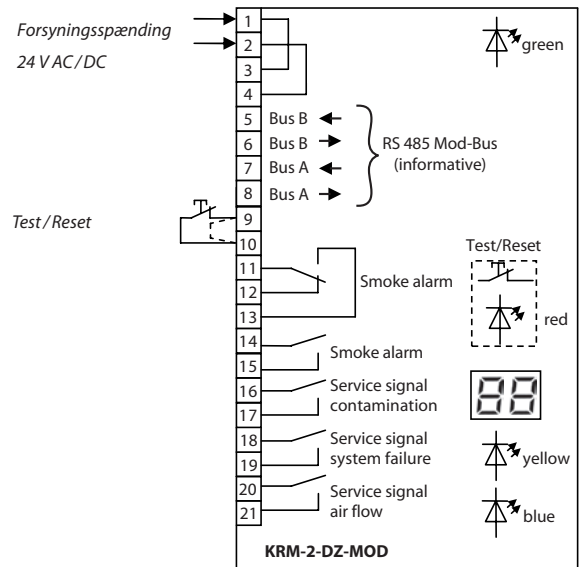 Forsyningsspænding
24 V AC / DC
1
2
3
4
green
5 Bus B
6 Bus B
7 Bus A
8 Bus A
RS 485 Mod-Bus
(informative)
Test / Reset
9
10
11
12
13
Smoke alarm
Test/Reset
red
14
15
Smoke alarm
16
17
Service signal
contamination
88
18
19
Service signal
system failure
yellow
20
21
Service signal
air flow
blue
KRM-2-DZ-MOD